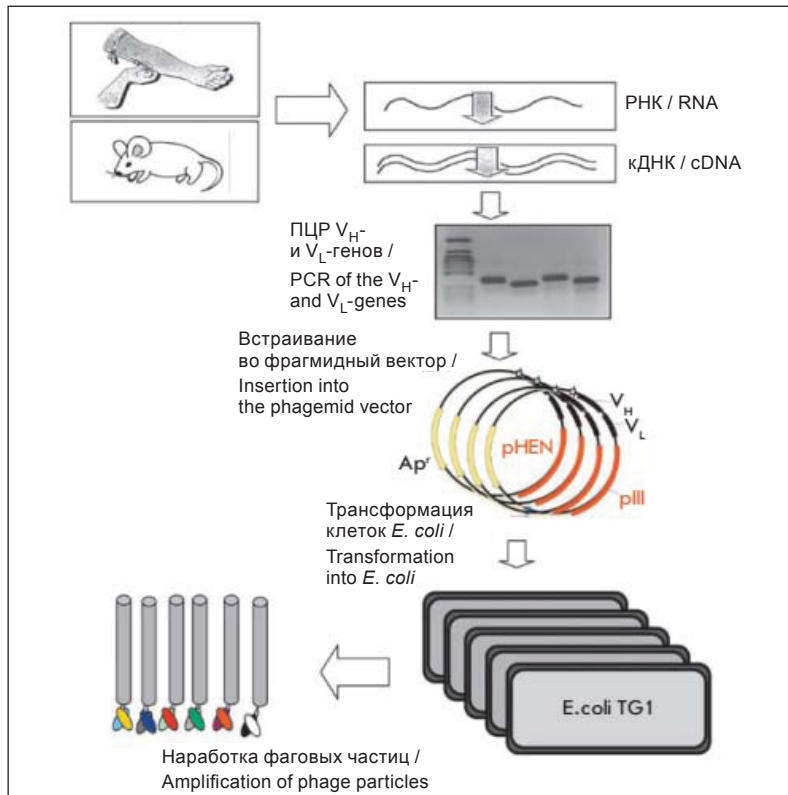 РНК / RNA
кДНК / cDNA
ПЦР V_H-
и V_L-генов /
PCR of the V_H-
and V_L-genes
Встраивание
во фрагмидный вектор /
Insertion into
the phagemid vector
V_H
V_L
pHEN
Ap^r
pIII
Трансформация
клеток E. coli /
Transformation
into E. coli
E.coli TG1
Наработка фаговых частиц /
Amplification of phage particles